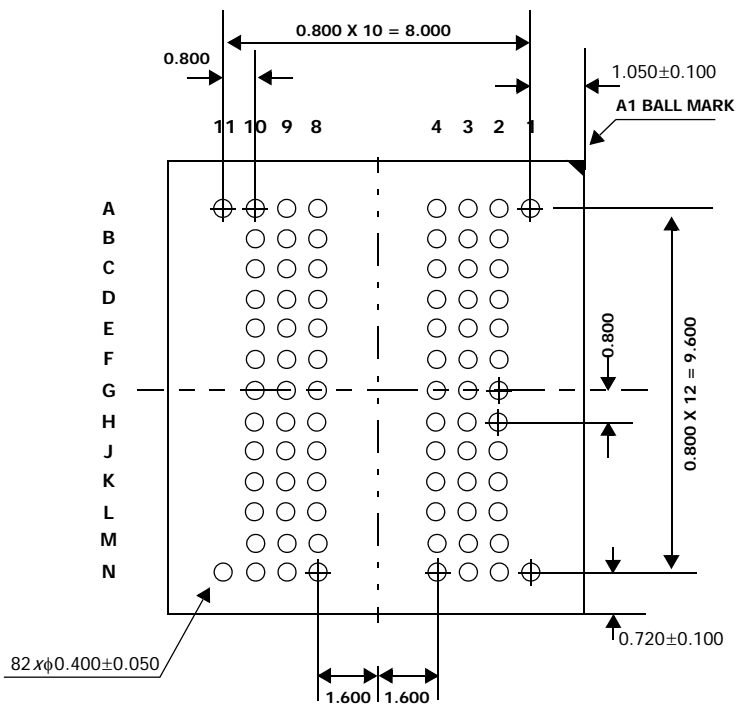 0.800 X 10 = 8.000
0.800
1.050±0.100
A1 BALL MARK
11 10 9 8 4 3 2 1
A
B
C
D
E
F
G
H
J
K
L
M
N
0.800
0.800 X 12 = 9.600
0.720±0.100
82xϕ0.400±0.050
1.600 1.600